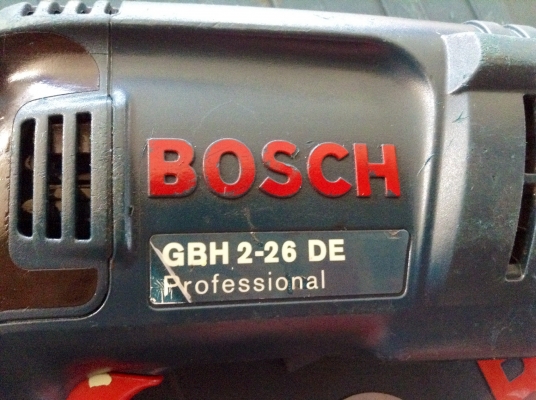 BOSCH
GBH 2-26 DE
Professional